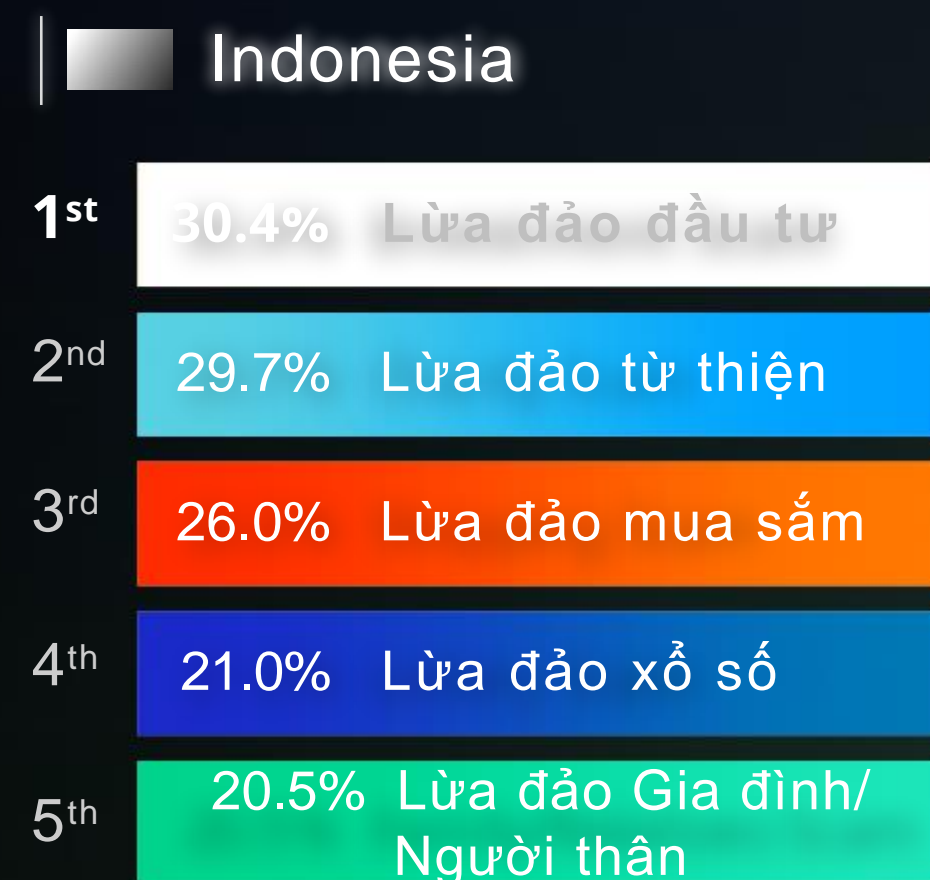 Indonesia
1st 30.4% Lừa đảo đầu tư
2nd 29.7% Lừa đảo từ thiện
3rd 26.0% Lừa đảo mua sắm
4th 21.0% Lừa đảo xổ số
5th 20.5% Lừa đảo Gia đình/
Người thân